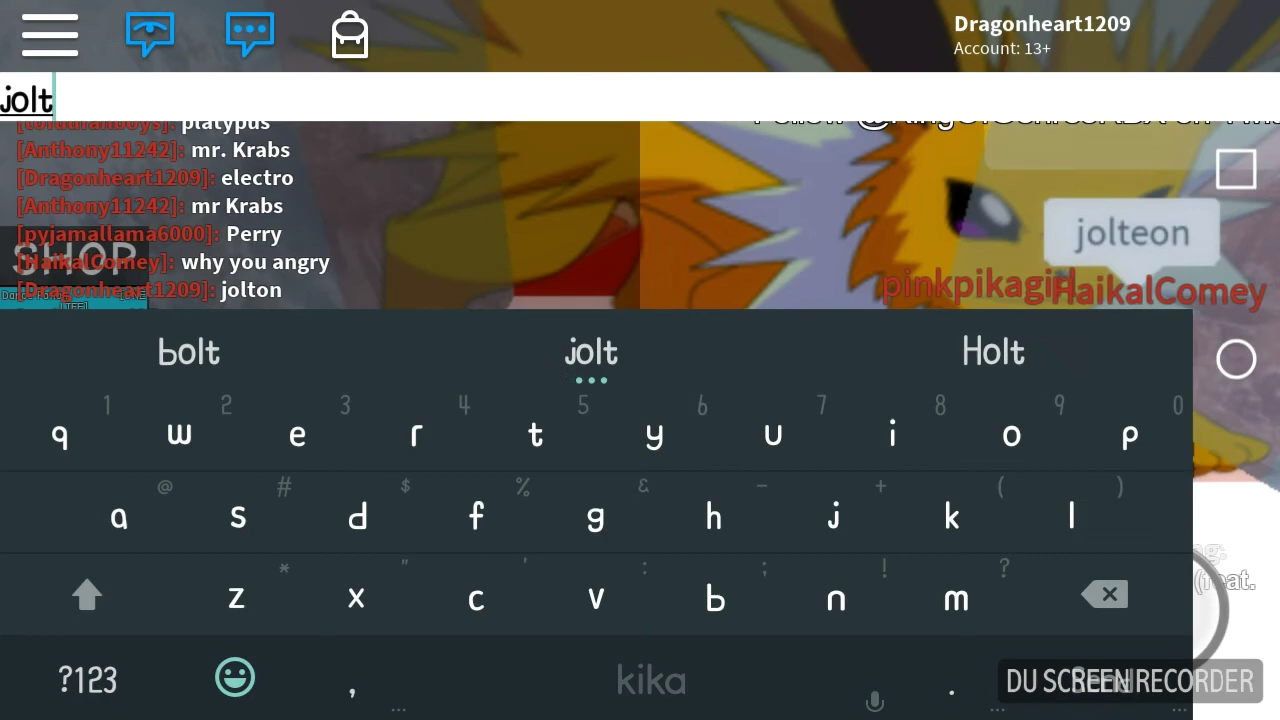 Dragonheart1209
Account: 13+
jolt
platypus
[Anthony11242]: mr. Krabs
[Dragonheart1209]: electro
[Anthony11242]: mr Krabs
[pyjamallama6000]: Perry
[HaikalComey]: why you angry
[Dragonheart1209]: jolton
SHOP
jolteon
pinkpikagirl
HaikalComey
bolt jolt Holt
1 2 3 4 5 6 7 8 9 0
q w e r t y u i o p
@ # $ % & - + ( )
a s d f g h j k l
* " ' : ; ! ?
z x c v b n m
(feat.
?123 , kika .
DU SCREEN RECORDER